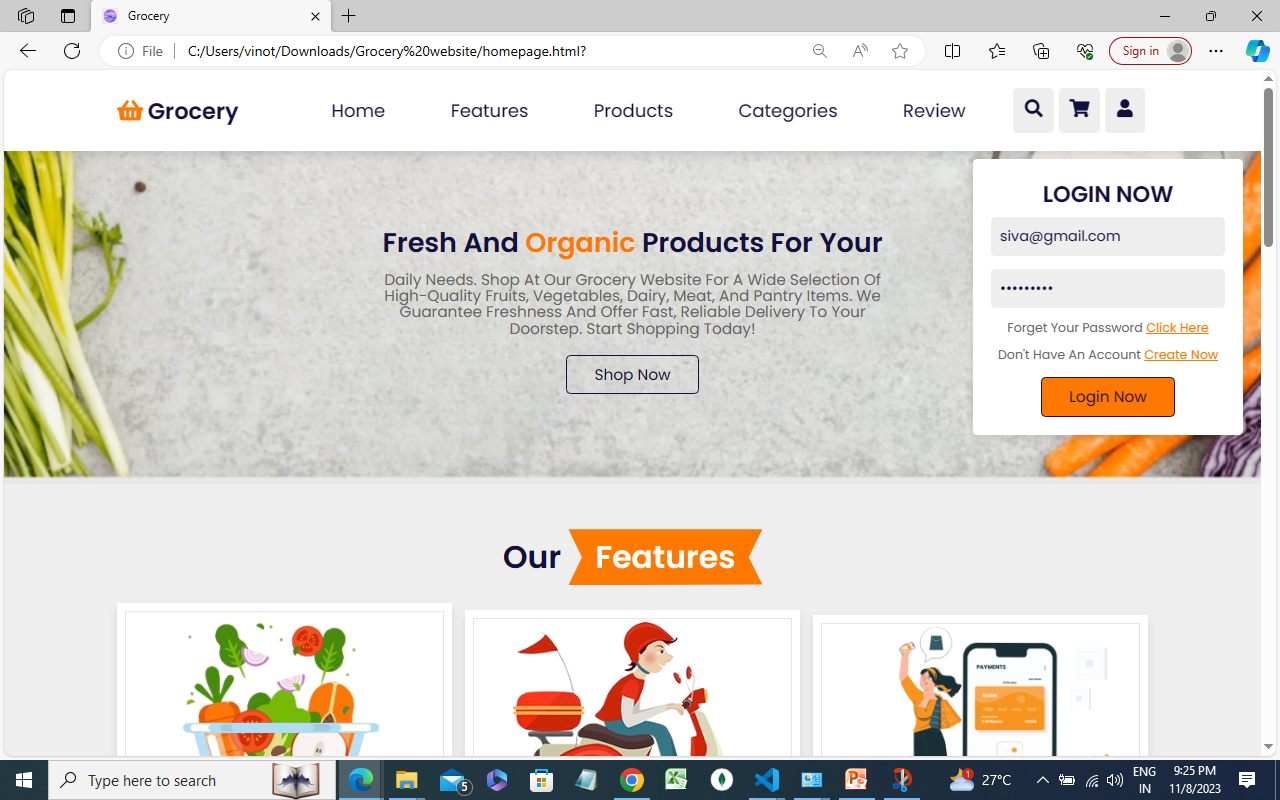 Grocery
File
C:/Users/vinot/Downloads/Grocery%20website/homepage.html?
Sign in
Grocery
Home
Features
Products
Categories
Review
Fresh And Organic Products For Your
Daily Needs. Shop At Our Grocery Website For A Wide Selection Of
High-Quality Fruits, Vegetables, Dairy, Meat, And Pantry Items. We
Guarantee Freshness And Offer Fast, Reliable Delivery To Your
Doorstep. Start Shopping Today!
Shop Now
LOGIN NOW
siva@gmail.com
•••••••••
Forget Your Password Click Here
Don't Have An Account Create Now
Login Now
Our Features
PAYMENTS
BANK
Type here to search
5
1
27°C
ENG
IN
9:25 PM
11/8/2023